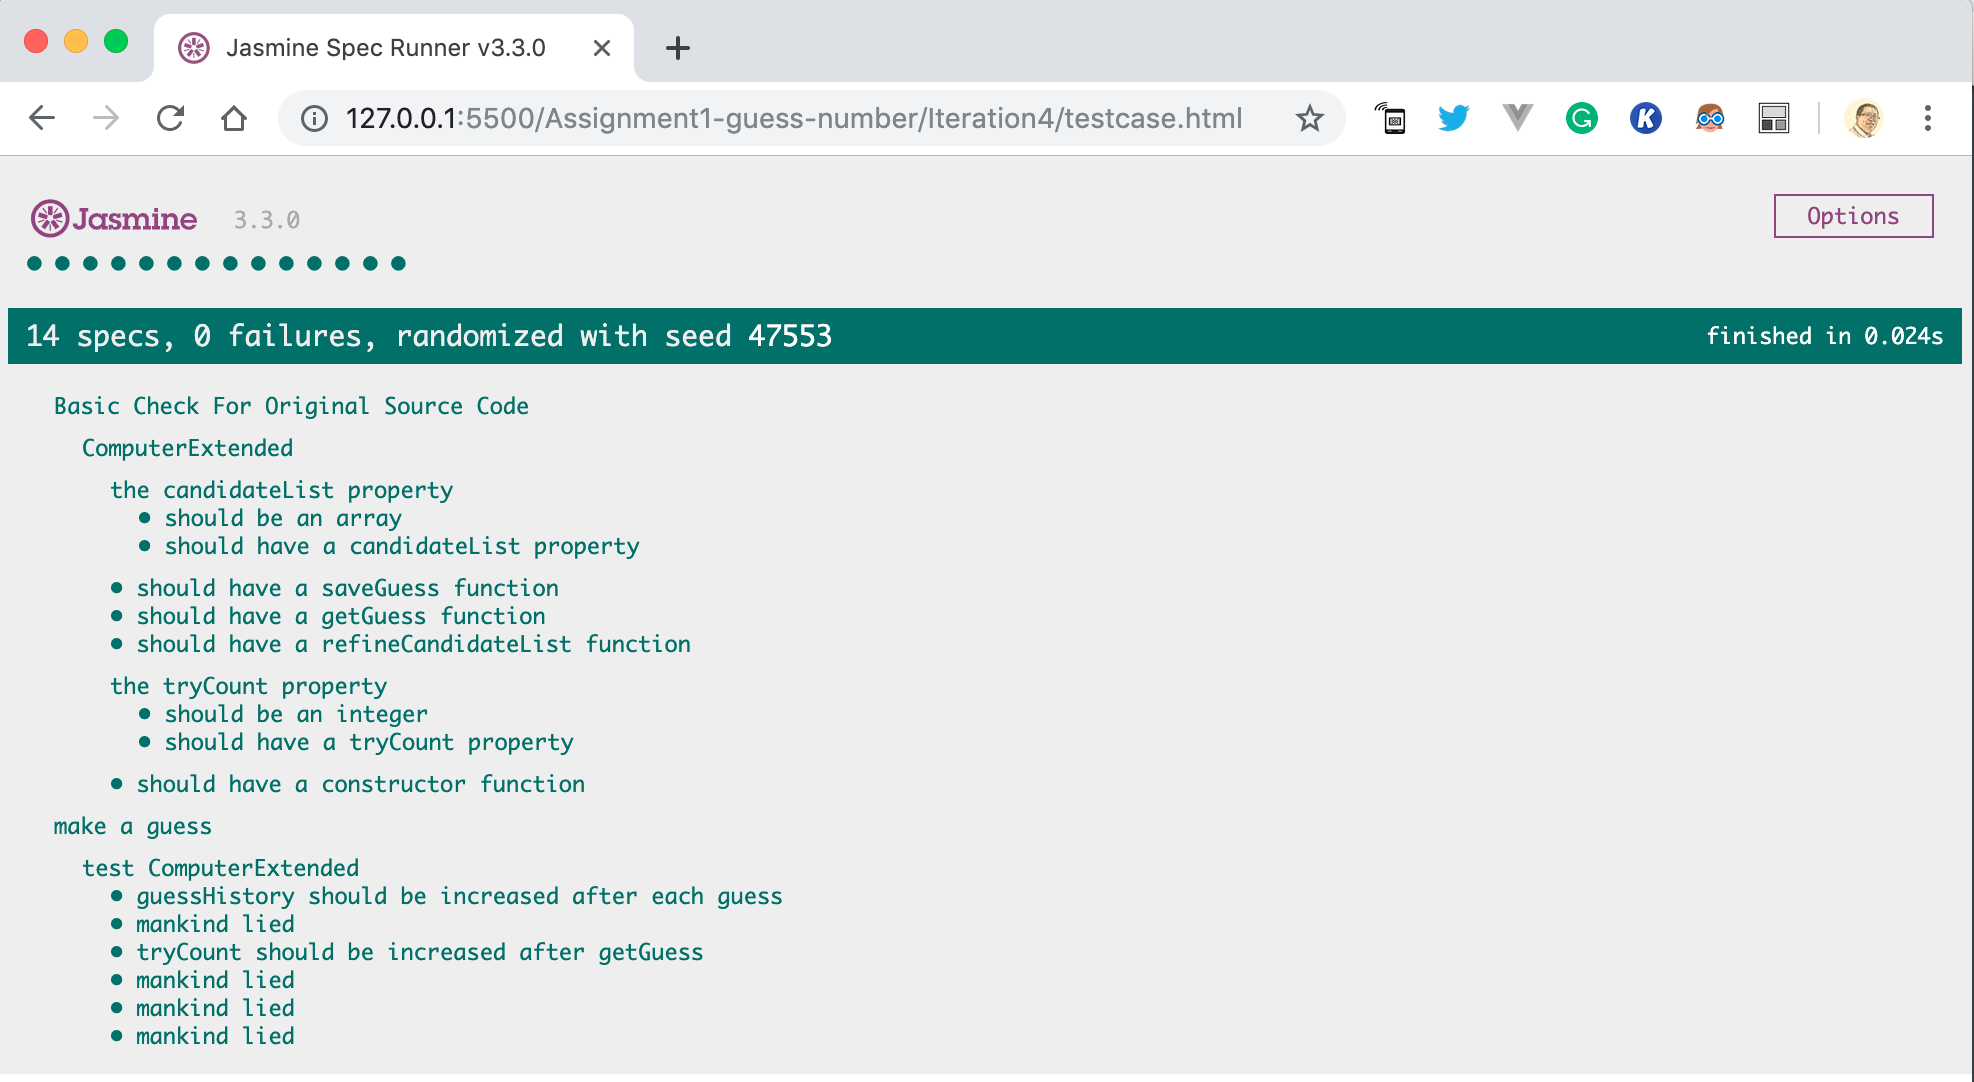 Jasmine Spec Runner v3.3.0
127.0.0.1:5500/Assignment1-guess-number/Iteration4/testcase.html
Jasmine 3.3.0
Options
14 specs, 0 failures, randomized with seed 47553
finished in 0.024s
Basic Check For Original Source Code
ComputerExtended
the candidateList property
• should be an array
• should have a candidateList property
• should have a saveGuess function
• should have a getGuess function
• should have a refineCandidateList function
the tryCount property
• should be an integer
• should have a tryCount property
• should have a constructor function
make a guess
test ComputerExtended
• guessHistory should be increased after each guess
• mankind lied
• tryCount should be increased after getGuess
• mankind lied
• mankind lied
• mankind lied